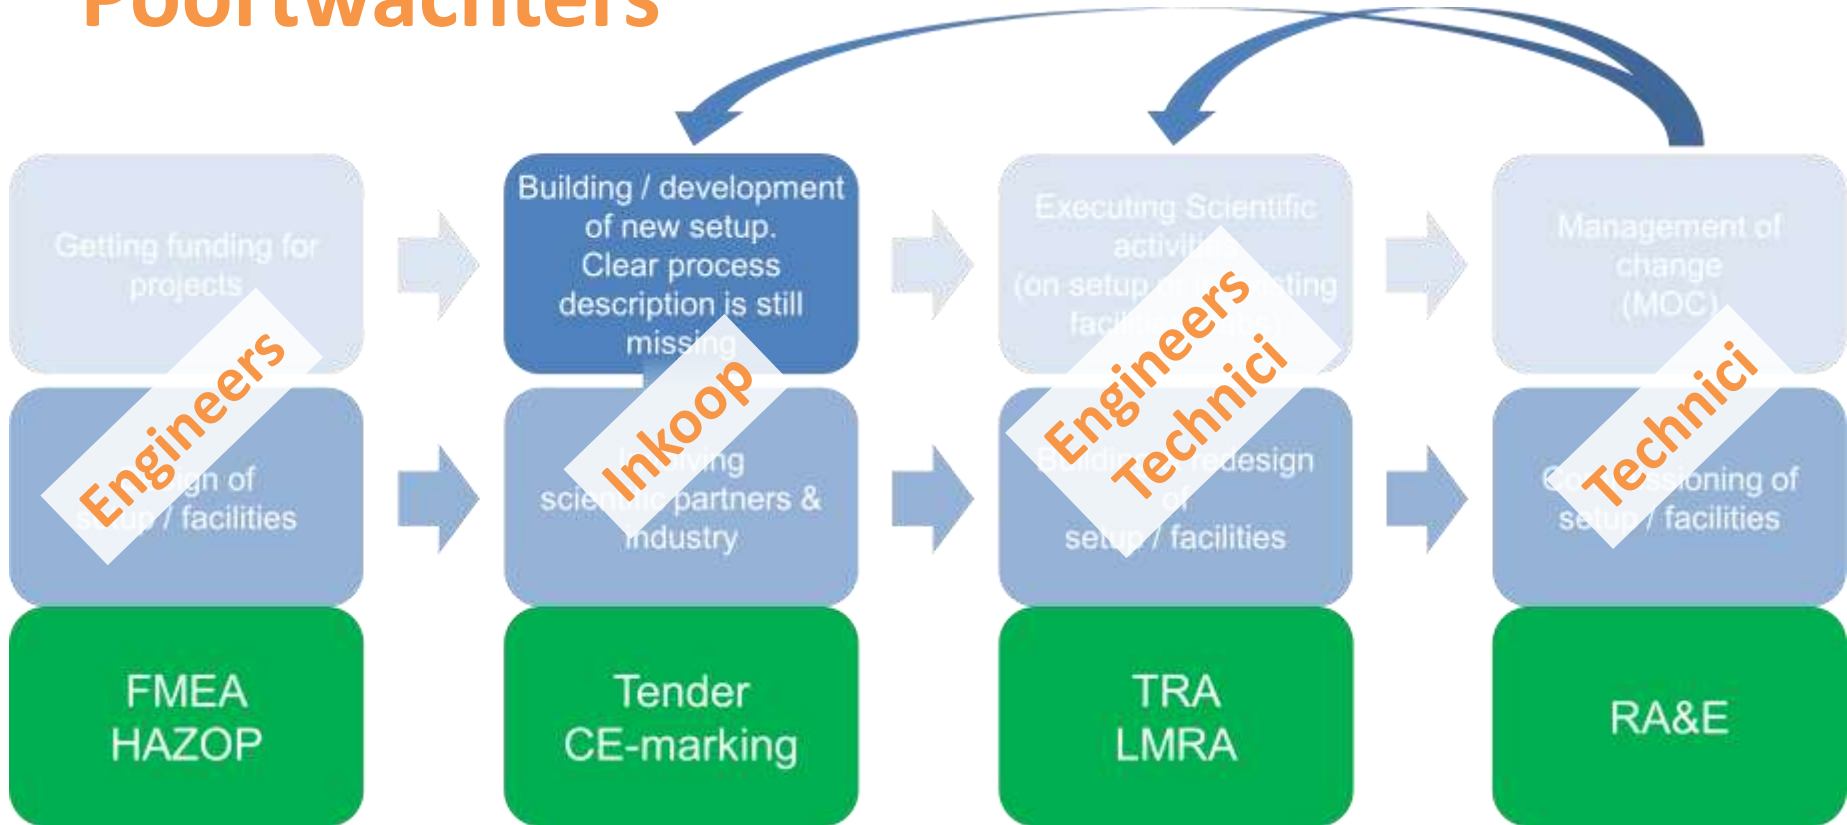 Poortwachters
Getting funding for
projects
Building / development
of new setup.
Clear process
description is still
missing
Executing Scientific
activities
(on setup
Management of
change
(MOC)
Engineers
Inkoop
Engineers
Technici
Technici
of
setup / facilities
scientific partners &
industry
redesign
of
setup / facilities
Commissioning of
setup / facilities
FMEA
HAZOP
Tender
CE-marking
TRA
LMRA
RA&E